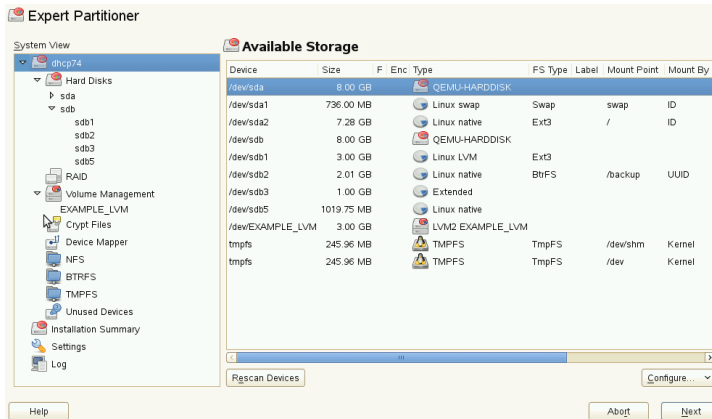 Expert Partitioner
System View
dhcp74
Hard Disks
sda
sdb
sdb1
sdb2
sdb3
sdb5
RAID
Volume Management
EXAMPLE_LVM
Crypt Files
Device Mapper
NFS
BTRFS
TMPFS
Unused Devices
Installation Summary
Settings
Log
Available Storage
Device Size F Enc Type FS Type Label Mount Point Mount By
/dev/sda 8.00 GB QEMU-HARDDISK
/dev/sda1 736.00 MB Linux swap Swap swap ID
/dev/sda2 7.28 GB Linux native Ext3 / ID
/dev/sdb 8.00 GB QEMU-HARDDISK
/dev/sdb1 3.00 GB Linux LVM Ext3
/dev/sdb2 2.01 GB Linux native BtrFS /backup UUID
/dev/sdb3 1.00 GB Extended
/dev/sdb5 1019.75 MB Linux native
/dev/EXAMPLE_LVM 3.00 GB LVM2 EXAMPLE_LVM
tmpfs 245.96 MB TMPFS TmpFS /dev/shm Kernel
tmpfs 245.96 MB TMPFS TmpFS /dev Kernel
Rescan Devices Configure...
Help Abort Next